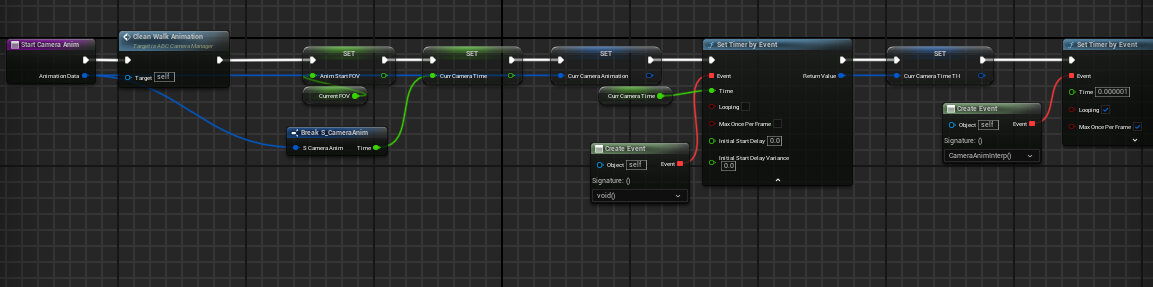 Start Camera Anim
Animation Data
Clean Walk Animation
Target is ABC Camera Manager
Target self
SET
Anim Start FOV
Current FOV
Break S_CameraAnim
S Camera Anim Time
SET
Curr Camera Time
SET
Curr Camera Animation
Curr Camera Time
Create Event
Object self Event
Signature: ()
void()
Set Timer by Event
Event Return Value
Time
Looping
Max Once Per Frame
Initial Start Delay 0.0
Initial Start Delay Variance
0.0
SET
Curr Camera Time TH
Create Event
Object self Event
Signature: ()
CameraAnimInterp()
Set Timer by Event
Event
Time 0.000001
Looping
Max Once Per Frame